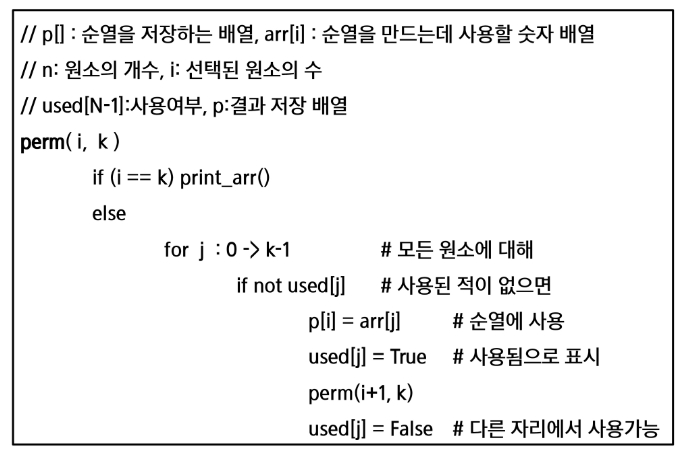 // p[] : 순열을 저장하는 배열, arr[i] : 순열을 만드는데 사용할 숫자 배열
// n: 원소의 개수, i: 선택된 원소의 수
// used[N-1]:사용여부, p:결과 저장 배열
perm( i, k )
if (i == k) print_arr()
else
for j : 0 -> k-1 # 모든 원소에 대해
if not used[j] # 사용된 적이 없으면
p[i] = arr[j] # 순열에 사용
used[j] = True # 사용됨으로 표시
perm(i+1, k)
used[j] = False # 다른 자리에서 사용가능